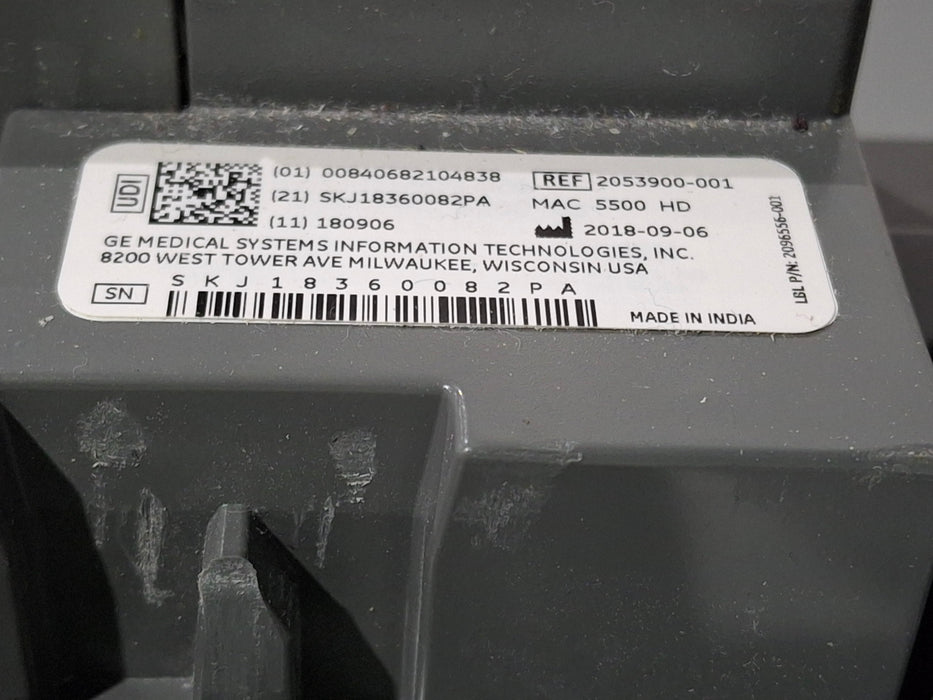 UDI
(01) 00840682104838
(21) SKJ18360082PA
(11) 180906
REF 2053900-001
MAC 5500 HD
2018-09-06
GE MEDICAL SYSTEMS INFORMATION TECHNOLOGIES, INC.
8200 WEST TOWER AVE MILWAUKEE, WISCONSIN USA
SN SKJ18360082PA
MADE IN INDIA
LBL P/N: 2096556-001